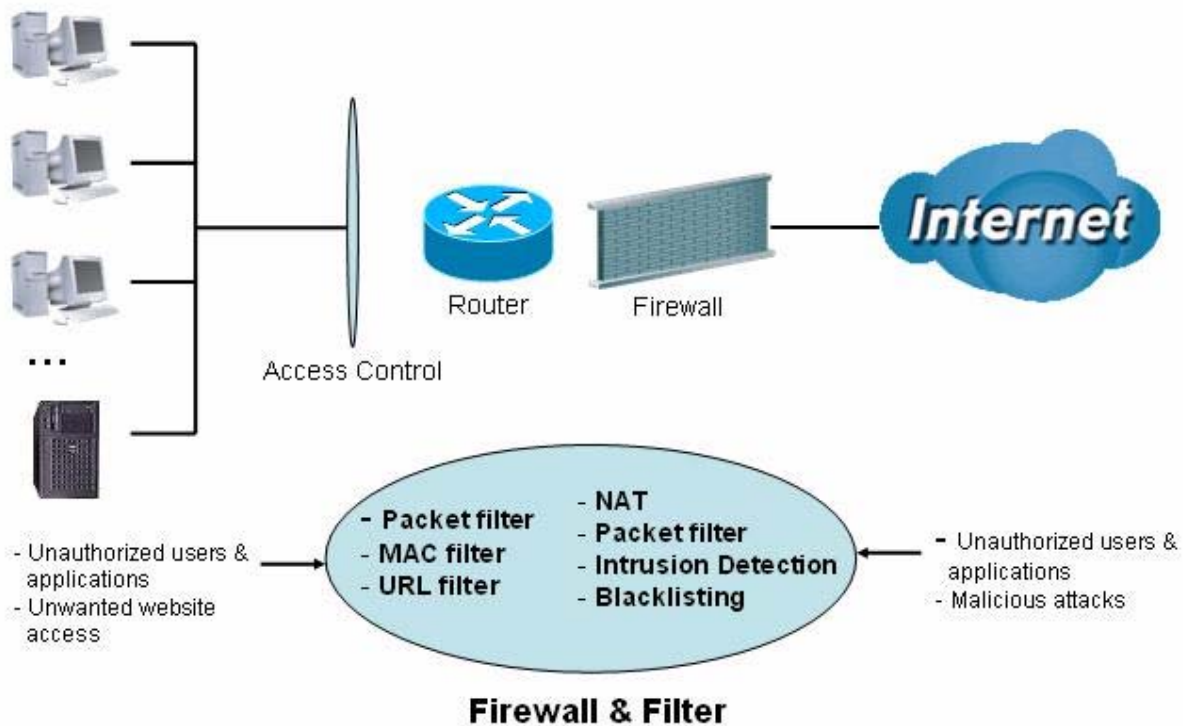 Internet
Router
Firewall
...
Access Control
- Packet filter
- MAC filter
- URL filter
- NAT
- Packet filter
- Intrusion Detection
- Blacklisting
- Unauthorized users &
applications
- Unwanted website
access
- Unauthorized users &
applications
- Malicious attacks
Firewall & Filter